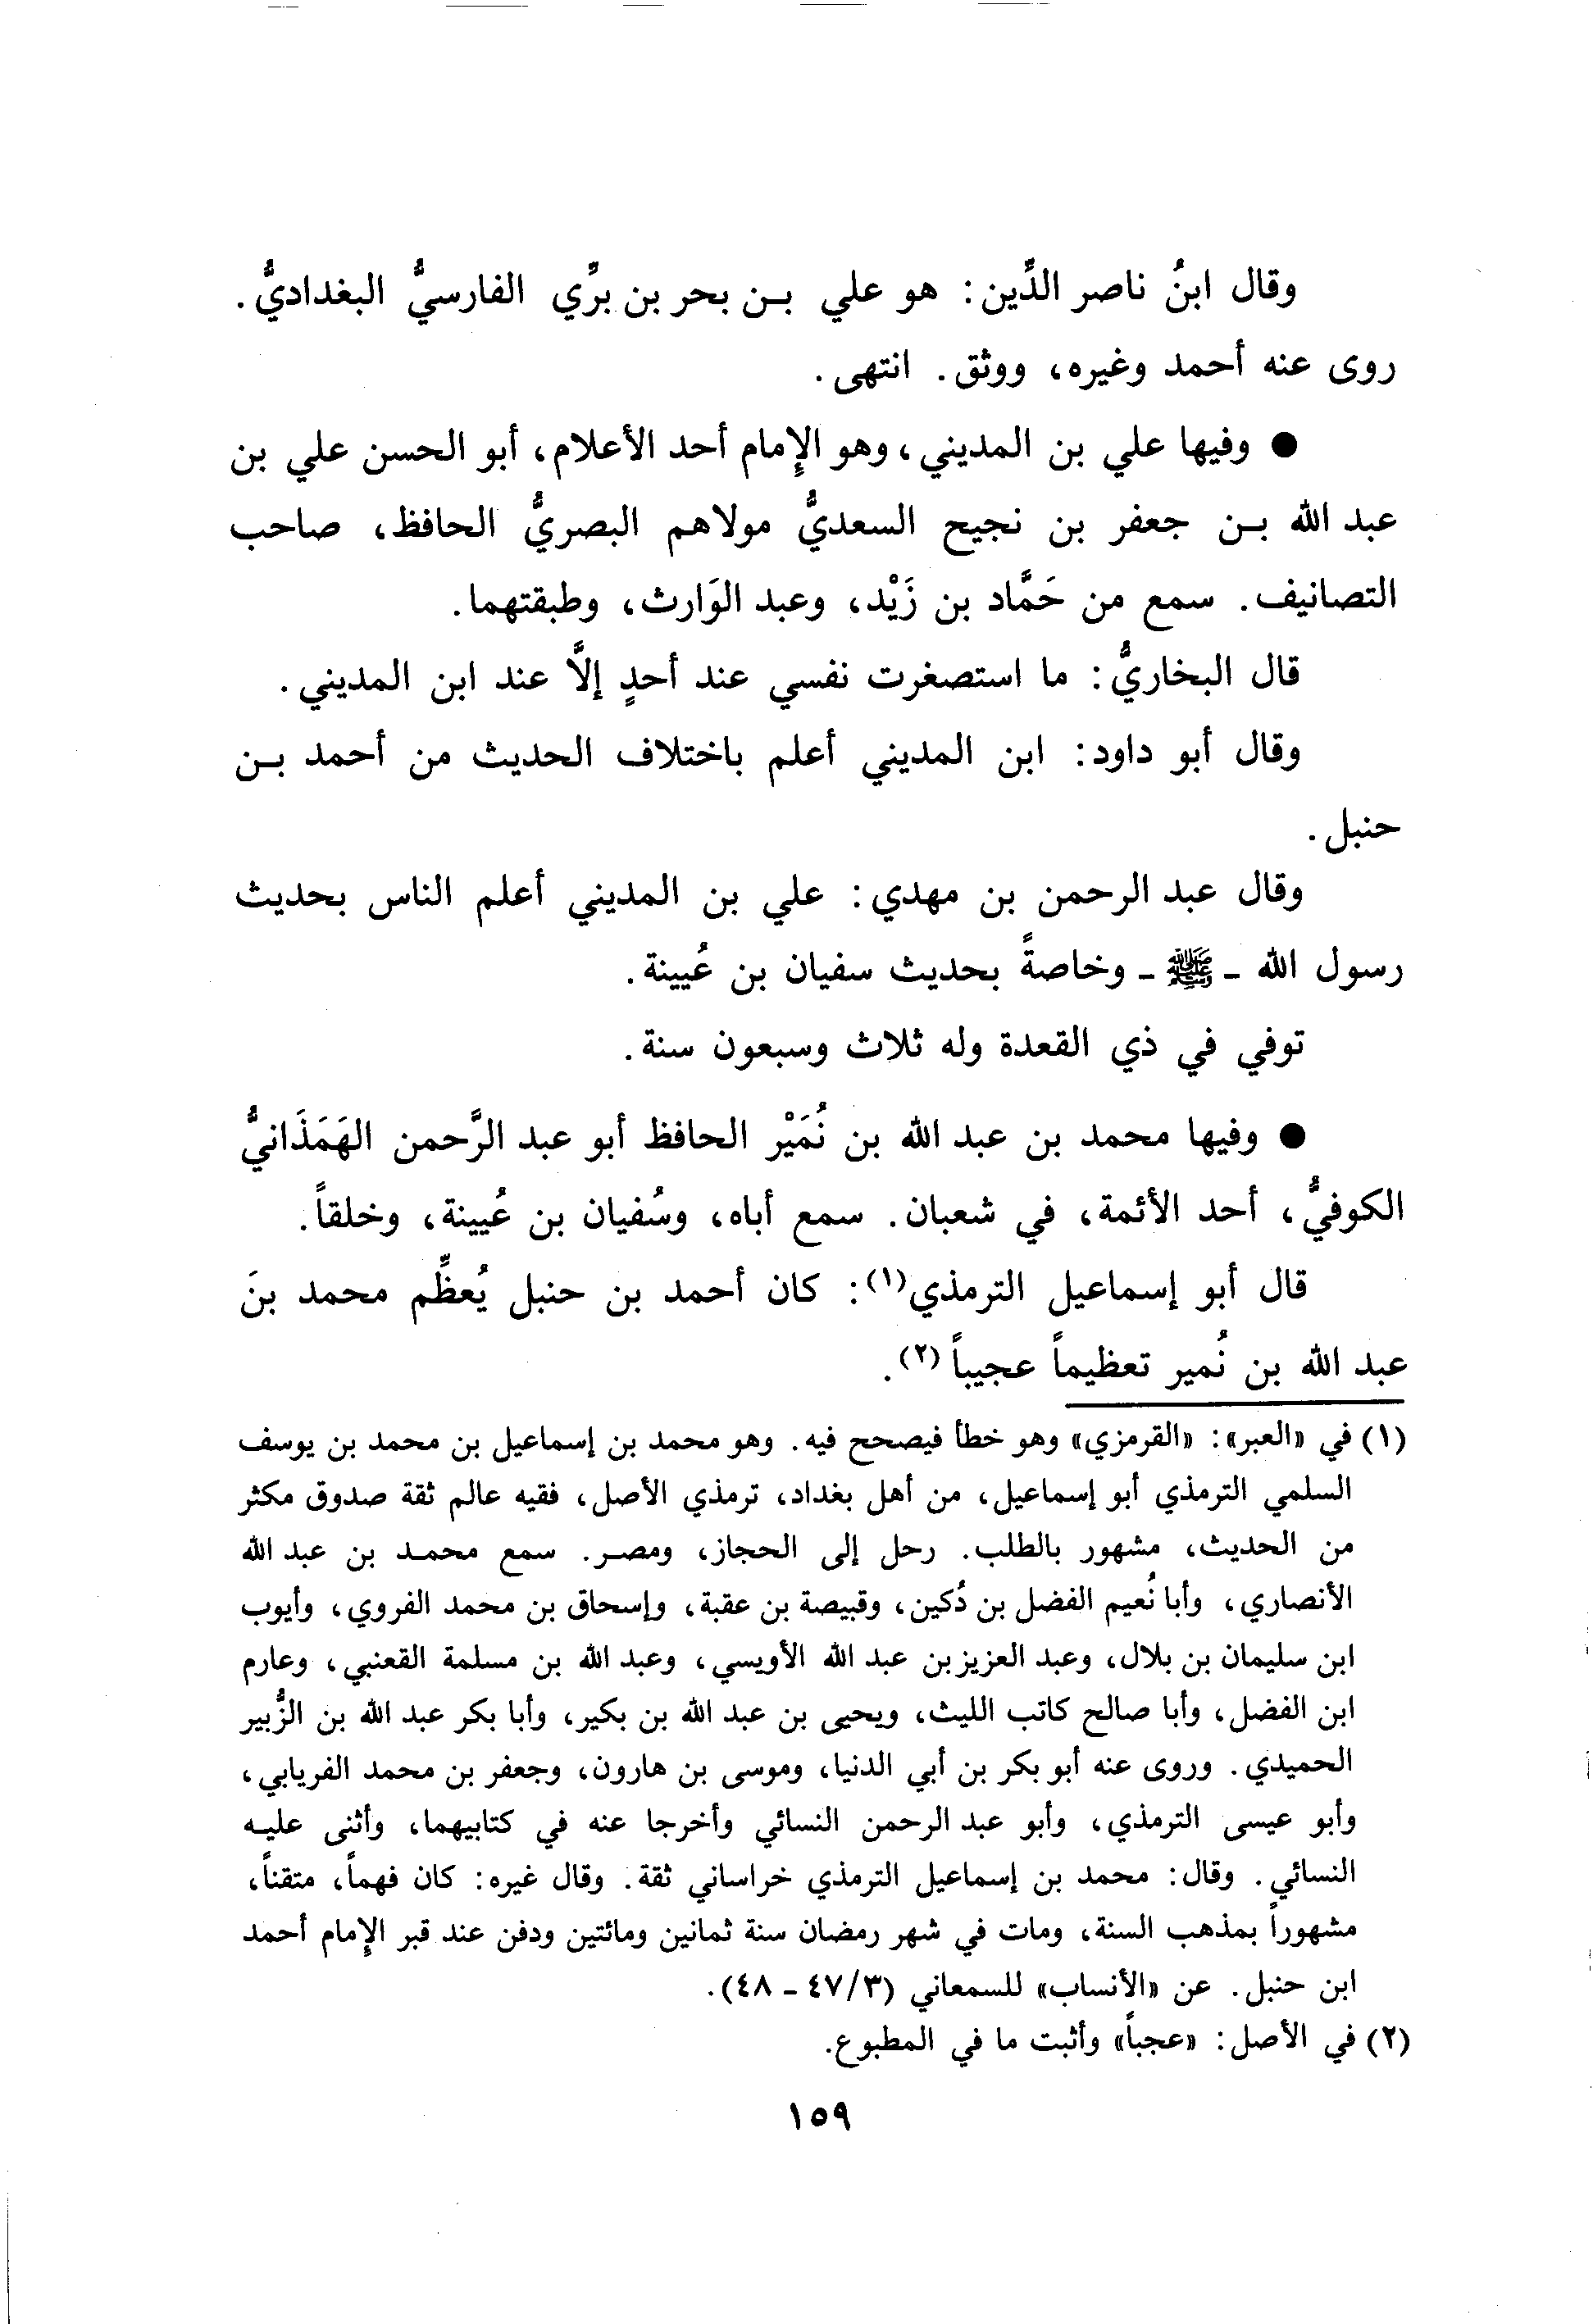 وقال ابنُ ناصر الدِّين: هو علي بـن بحر بن برِّي الفارسيُّ البغداديُّ.
روى عنه أحمد وغيره، ووثق. انتهى.
● وفيها علي بن المديني، وهو الإمام أحد الأعلام، أبو الحسن علي بن
عبد الله بـن جعفر بن نجيح السعديُّ مولاهم البصريُّ الحافظ، صاحب
التصانيف. سمع من حَمَّاد بن زَيْد، وعبد الوَارث، وطبقتهما.
قال البخاريُّ: ما استصغرت نفسي عند أحدٍ إلاَّ عند ابن المديني.
وقال أبو داود: ابن المديني أعلم باختلاف الحديث من أحمد بـن
حنبل.
وقال عبد الرحمن بن مهدي: علي بن المديني أعلم الناس بحديث
رسول الله ـ ﷺ ـ وخاصةً بحديث سفيان بن عُيينة.
توفي في ذي القعدة وله ثلاث وسبعون سنة.
● وفيها محمد بن عبد الله بن نُمَيْر الحافظ أبو عبد الرَّحمن الهَمَذَانيُّ
الكوفيُّ، أحد الأئمة، في شعبان. سمع أباه، وسُفيان بن عُيينة، وخلقاً.
قال أبو إسماعيل الترمذي(١): كان أحمد بن حنبل يُعظِّم محمد بنَ
عبد الله بن نُمير تعظيماً عجيباً(٢).
(١) في «العبر»: «القرمزي» وهو خطأ فيصحح فيه. وهو محمد بن إسماعيل بن محمد بن يوسف
السلمي الترمذي أبو إسماعيل، من أهل بغداد، ترمذي الأصل، فقيه عالم ثقة صدوق مكثر
من الحديث، مشهور بالطلب. رحل إلى الحجاز، ومصـر. سمع محمـد بن عبد الله
الأنصاري، وأبا نُعيم الفضل بن دُكين، وقبيصة بن عقبة، وإسحاق بن محمد الفروي، وأيوب
ابن سليمان بن بلال، وعبد العزيز بن عبد الله الأويسي، وعبد الله بن مسلمة القعنبي، وعارم
ابن الفضل، وأبا صالح كاتب الليث، ويحيى بن عبد الله بن بكير، وأبا بكر عبد الله بن الزُّبير
الحميدي. وروى عنه أبو بكر بن أبي الدنيا، وموسى بن هارون، وجعفر بن محمد الفريابي،
وأبو عيسى الترمذي، وأبو عبد الرحمن النسائي وأخرجا عنه في كتابيهما، وأثنى عليـه
النسائي. وقال: محمد بن إسماعيل الترمذي خراساني ثقة. وقال غيره: كان فهماً، متقناً،
مشهوراً بمذهب السنة، ومات في شهر رمضان سنة ثمانين ومائتين ودفن عند قبر الإمام أحمد
ابن حنبل. عن «الأنساب» للسمعاني (٣/٤٧ ـ ٤٨).
(٢) في الأصل: «عجباً» وأثبت ما في المطبوع.
١٥٩